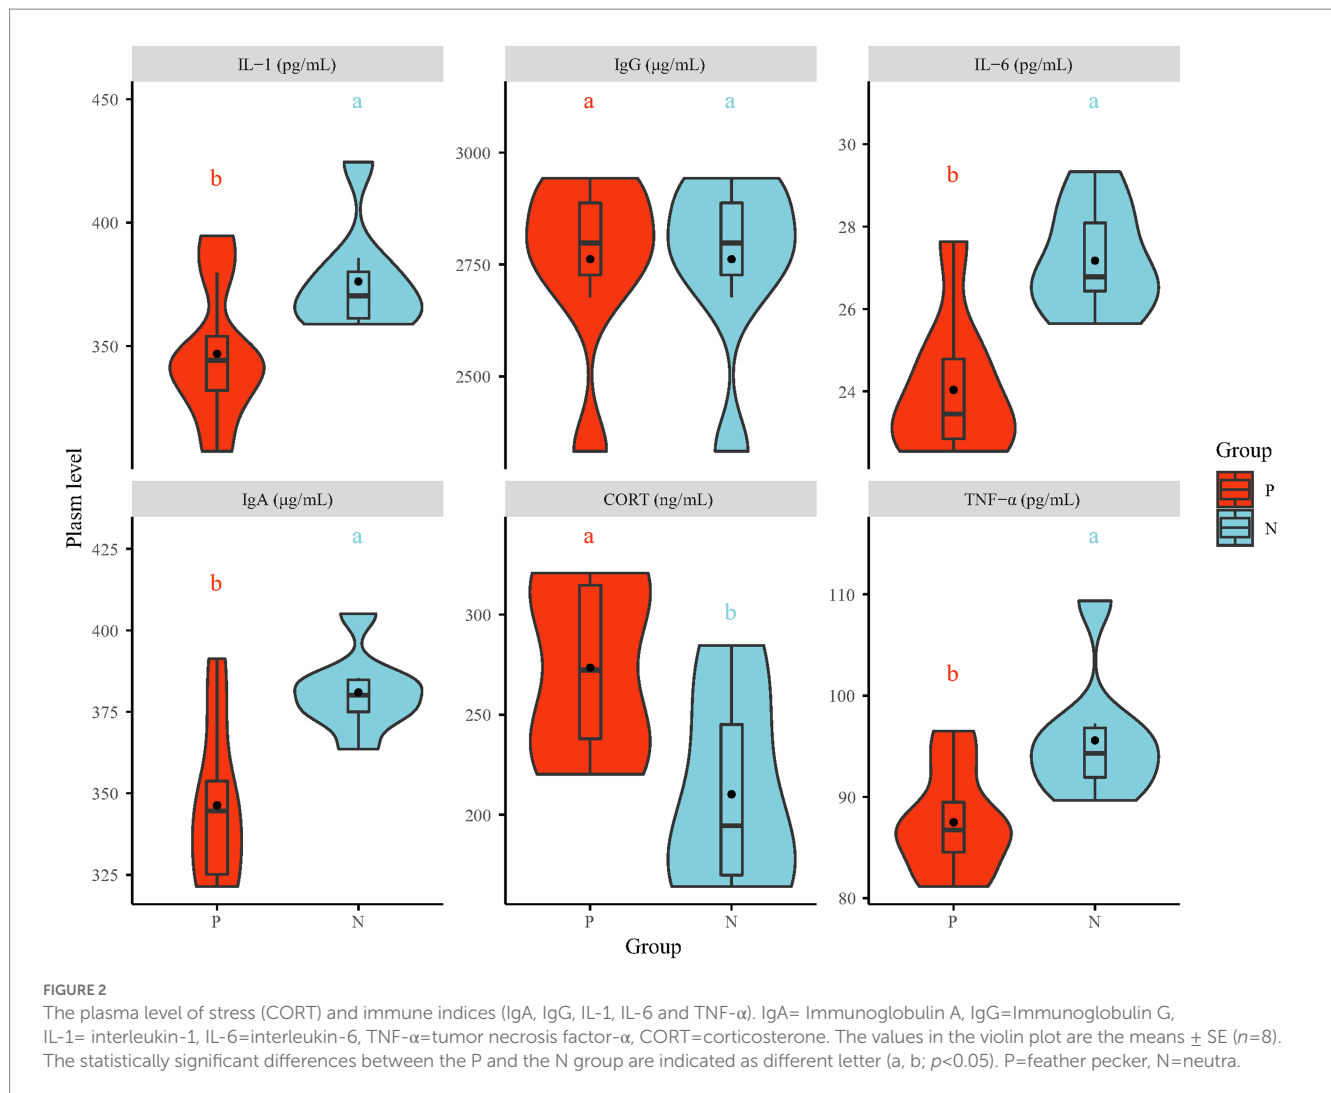 IL−1 (pg/mL)
IgG (μg/mL)
IL−6 (pg/mL)
450
400
350
b
a
3000
2750
2500
a
a
30
28
26
24
b
a
Plasm level
IgA (μg/mL)
CORT (ng/mL)
TNF−α (pg/mL)
425
400
375
350
325
b
a
300
250
200
a
b
110
100
90
80
b
a
P
N
P
N
P
N
Group
Group
P
N
FIGURE 2
The plasma level of stress (CORT) and immune indices (IgA, IgG, IL-1, IL-6 and TNF-α). IgA= Immunoglobulin A, IgG=Immunoglobulin G,
IL-1= interleukin-1, IL-6=interleukin-6, TNF-α=tumor necrosis factor-α, CORT=corticosterone. The values in the violin plot are the means ± SE (n=8).
The statistically significant differences between the P and the N group are indicated as different letter (a, b; p<0.05). P=feather pecker, N=neutra.